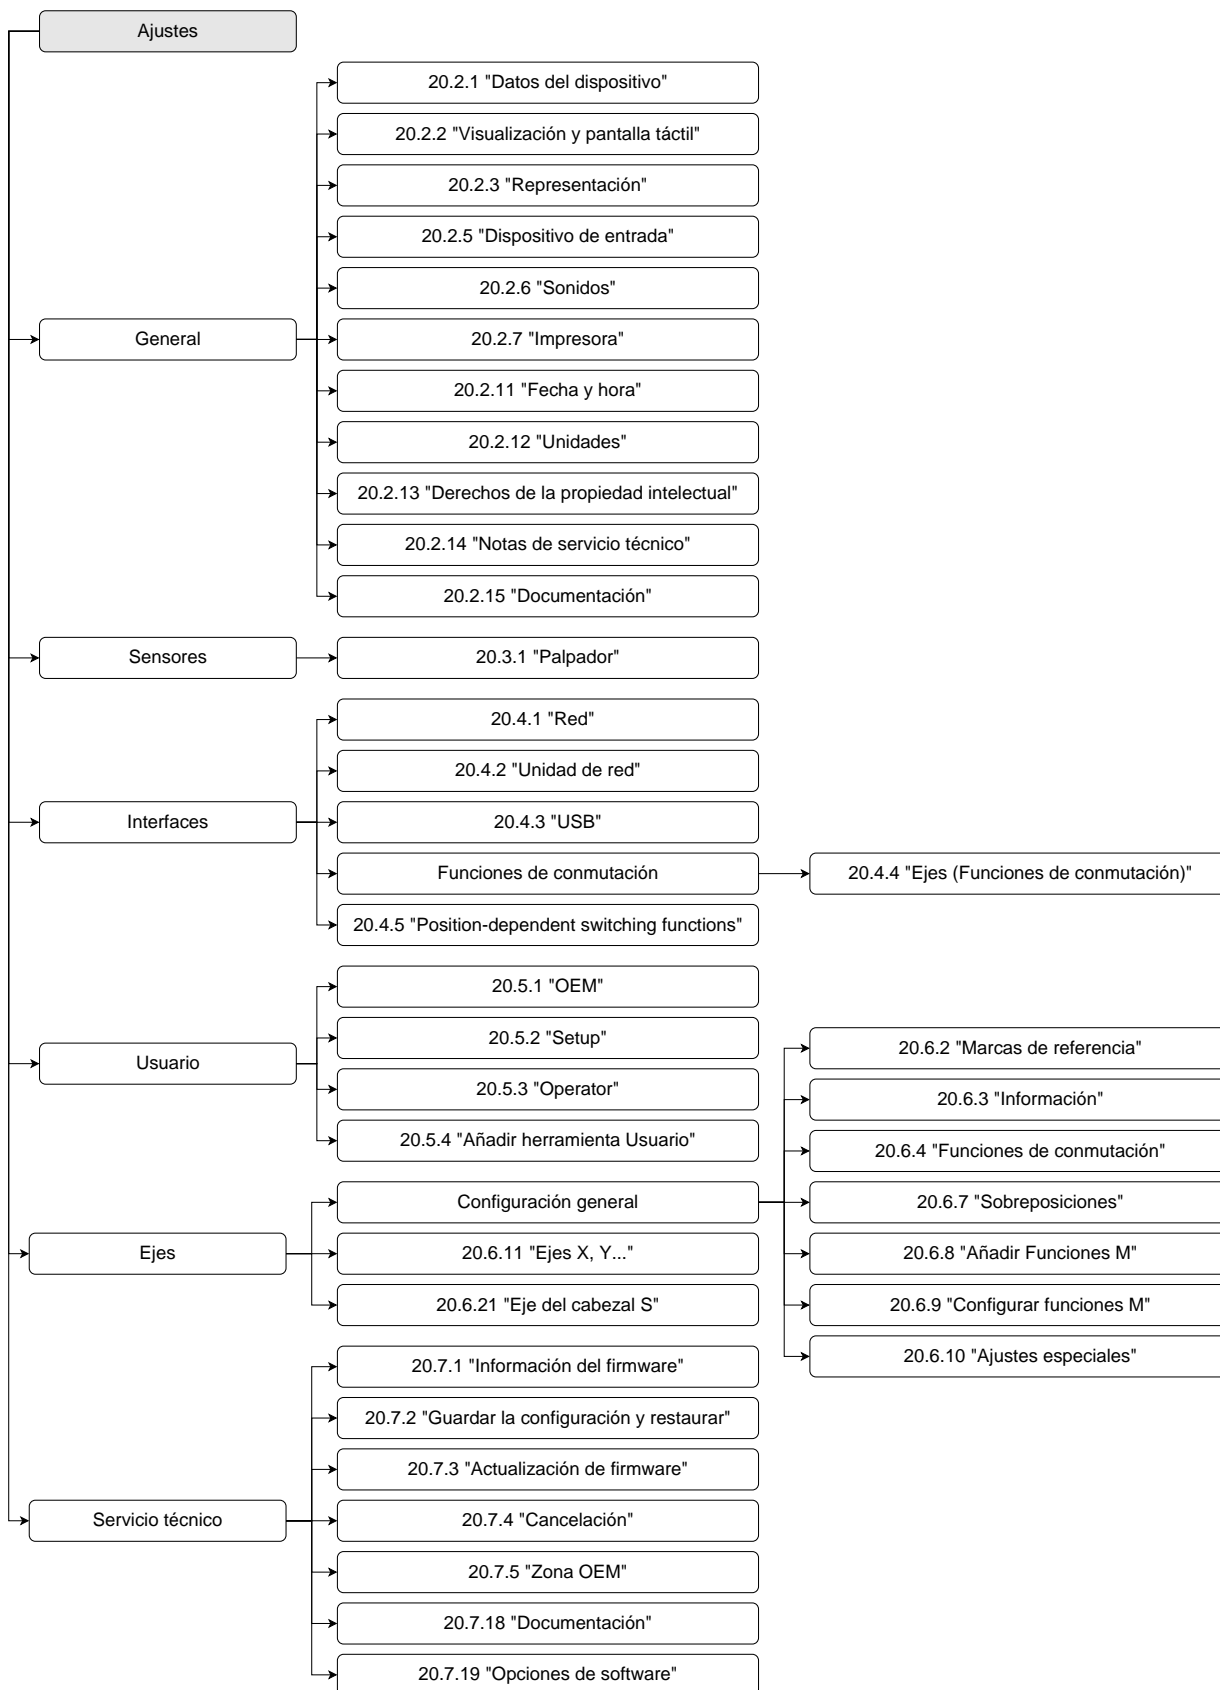 Ajustes
20.2.1 "Datos del dispositivo"
20.2.2 "Visualización y pantalla táctil"
20.2.3 "Representación"
20.2.5 "Dispositivo de entrada"
20.2.6 "Sonidos"
General
20.2.7 "Impresora"
20.2.11 "Fecha y hora"
20.2.12 "Unidades"
20.2.13 "Derechos de la propiedad intelectual"
20.2.14 "Notas de servicio técnico"
20.2.15 "Documentación"
Sensores
20.3.1 "Palpador"
20.4.1 "Red"
20.4.2 "Unidad de red"
Interfaces
20.4.3 "USB"
Funciones de conmutación
20.4.4 "Ejes (Funciones de conmutación)"
20.4.5 "Position-dependent switching functions"
20.5.1 "OEM"
20.5.2 "Setup"
Usuario
20.5.3 "Operator"
20.5.4 "Añadir herramienta Usuario"
20.6.2 "Marcas de referencia"
20.6.3 "Información"
20.6.4 "Funciones de conmutación"
Configuración general
20.6.7 "Sobreposiciones"
Ejes
20.6.11 "Ejes X, Y..."
20.6.8 "Añadir Funciones M"
20.6.21 "Eje del cabezal S"
20.6.9 "Configurar funciones M"
20.6.10 "Ajustes especiales"
20.7.1 "Información del firmware"
20.7.2 "Guardar la configuración y restaurar"
20.7.3 "Actualización de firmware"
Servicio técnico
20.7.4 "Cancelación"
20.7.5 "Zona OEM"
20.7.18 "Documentación"
20.7.19 "Opciones de software"